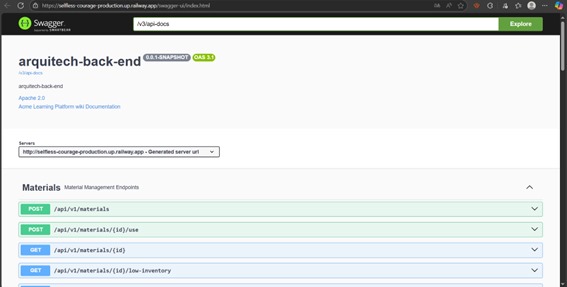 https://selfless-courage-production.up.railway.app/swagger-ui/index.html
Swagger
Supported by SMARTBEAR
/v3/api-docs
Explore
arquitech-back-end 0.0.1-SNAPSHOT OAS 3.1
/v3/api-docs
arquitech-back-end
Apache 2.0
Acme Learning Platform wiki Documentation
Servers
http://selfless-courage-production.up.railway.app - Generated server url
Materials Material Management Endpoints
POST /api/v1/materials
POST /api/v1/materials/{id}/use
GET /api/v1/materials/{id}
GET /api/v1/materials/{id}/low-inventory